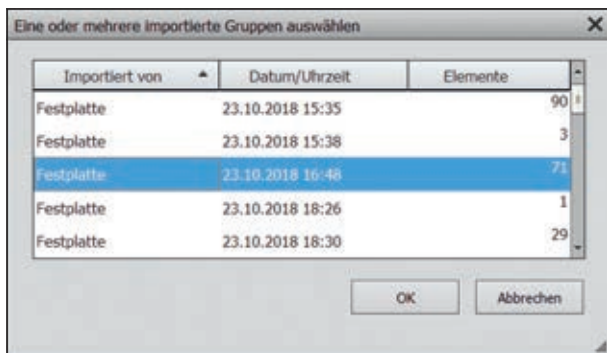 Eine oder mehrere importierte Gruppen auswählen
Importiert von Datum/Uhrzeit Elemente
Festplatte 23.10.2018 15:35 90
Festplatte 23.10.2018 15:38 3
Festplatte 23.10.2018 16:48 71
Festplatte 23.10.2018 18:26 1
Festplatte 23.10.2018 18:30 29
OK Abbrechen